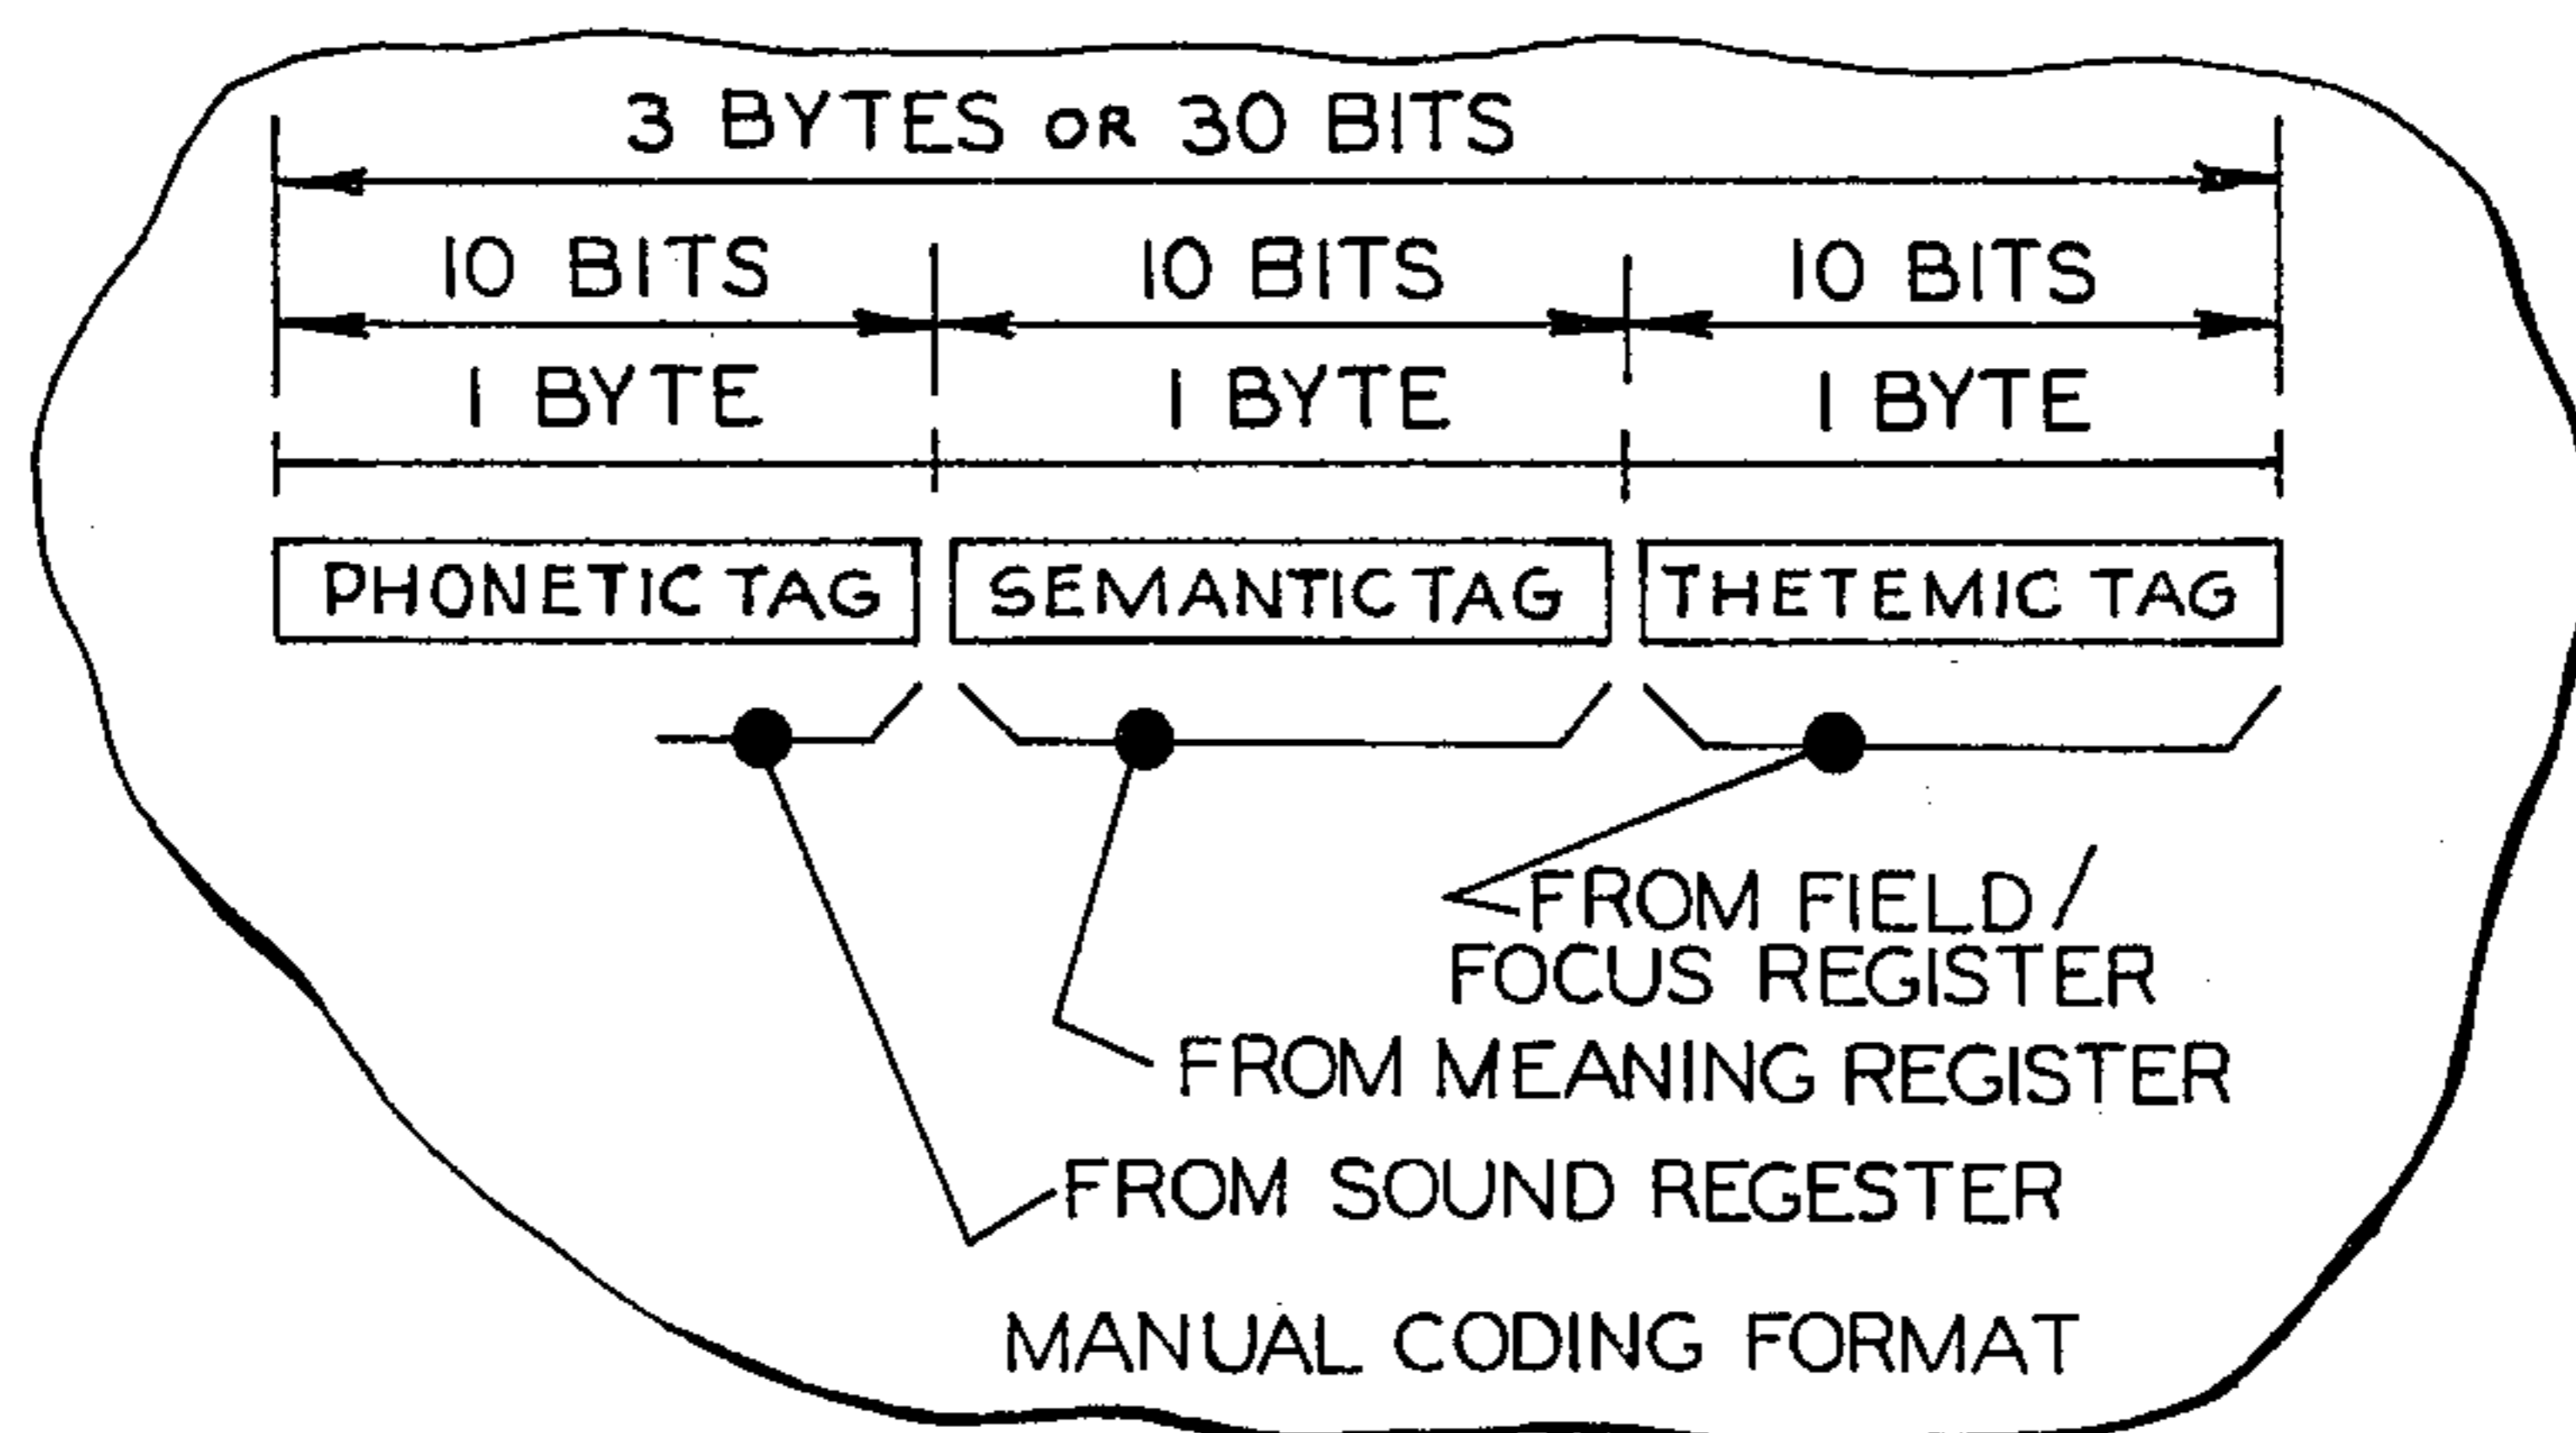 3 BYTES OR 30 BITS
10 BITS 10 BITS 10 BITS
1 BYTE 1 BYTE 1 BYTE
PHONETIC TAG SEMANTIC TAG THETEMIC TAG
FROM FIELD /
FOCUS REGISTER
FROM MEANING REGISTER
FROM SOUND REGESTER
MANUAL CODING FORMAT